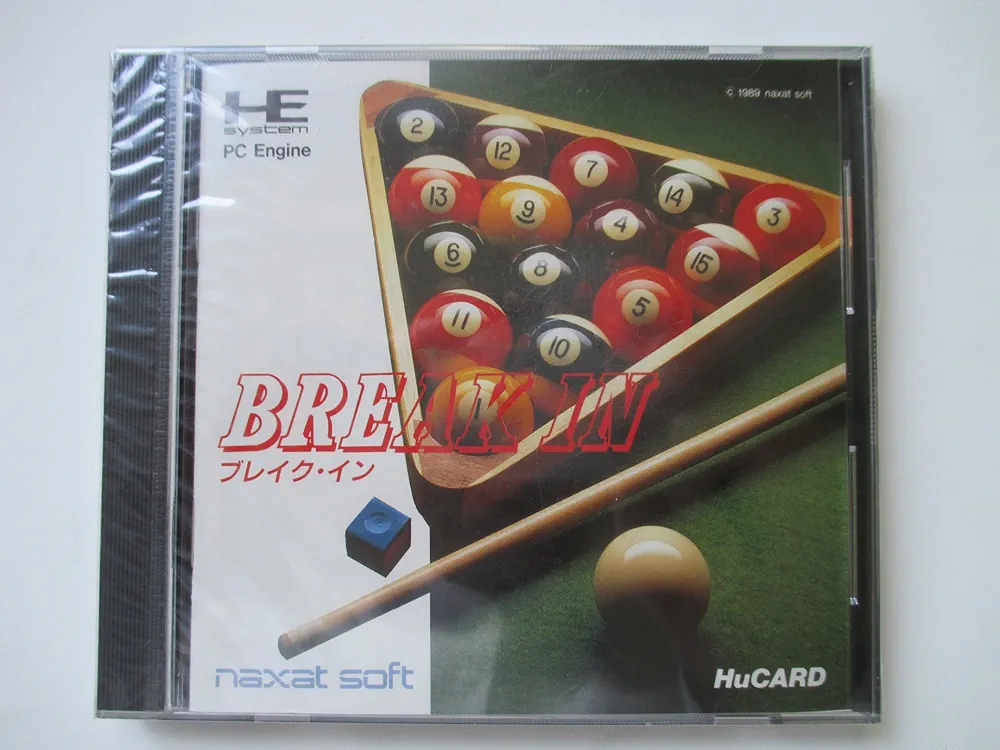 HE
system
PC Engine
© 1989 naxat soft
2
12
7
14
3
13
9
4
15
6
8
5
11
10
1
BREAK IN
ブレイク・イン
naxat soft
HuCARD